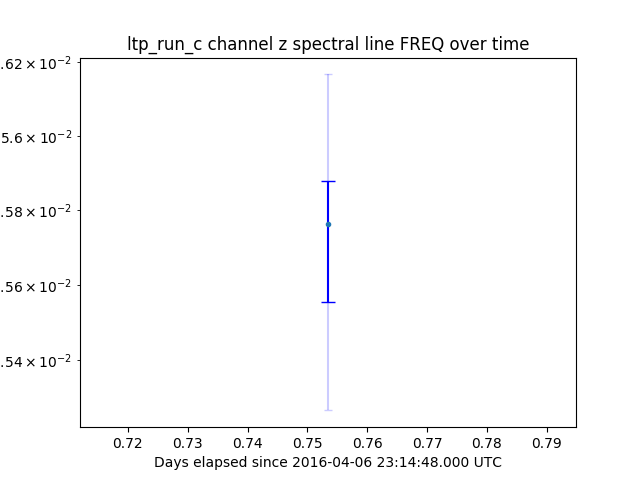 ltp_run_c channel z spectral line FREQ over time
.62 × 10⁻²
5.6 × 10⁻²
.58 × 10⁻²
.56 × 10⁻²
.54 × 10⁻²
0.72 0.73 0.74 0.75 0.76 0.77 0.78 0.79
Days elapsed since 2016-04-06 23:14:48.000 UTC